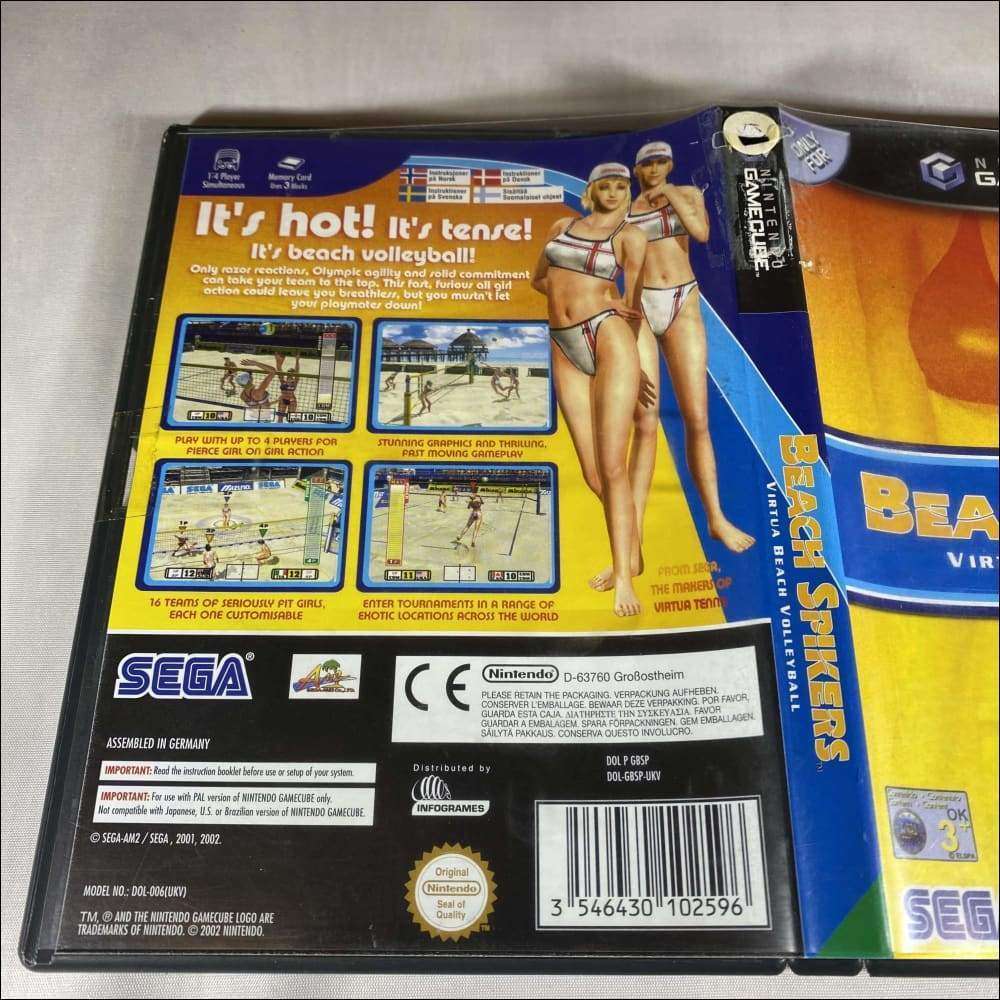 1-4 Player
Simultaneous
Memory Card
Uses 3 Blocks
Instruksjoner
på Norsk
Instruktioner
på Dansk
Instruktioner
på Svenska
Sisältää
Suomalaiset ohjeet
It's hot! It's tense!
It's beach volleyball!
Only razor reactions, Olympic agility and solid commitment
can take your team to the top. This fast, furious all girl
action could leave you breathless, but you mustn't let
your playmates down!
PLAY WITH UP TO 4 PLAYERS FOR
FIERCE GIRL ON GIRL ACTION
STUNNING GRAPHICS AND THRILLING,
FAST MOVING GAMEPLAY
SEGA
MIZUNO
16 TEAMS OF SERIOUSLY FIT GIRLS,
EACH ONE CUSTOMISABLE
ENTER TOURNAMENTS IN A RANGE OF
EXOTIC LOCATIONS ACROSS THE WORLD
FROM SEGA,
THE MAKERS OF
VIRTUA TENNIS
SEGA®
CE
Nintendo D-63760 Großostheim
PLEASE RETAIN THE PACKAGING. VERPACKUNG AUFHEBEN.
CONSERVER L'EMBALLAGE. BEWAAR DEZE VERPAKKING. POR FAVOR,
GUARDA ESTA CAJA. ΔΙΑΤΗΡΗΣΤΕ ΤΗΝ ΣΥΣΚΕΥΑΣΙΑ. FAVOR
GUARDAR A EMBALAGEM. SPARA FÖRPACKNINGEN. GEM EMBALLAGEN.
SÄILYTÄ PAKKAUS. CONSERVA QUESTO INVOLUCRO.
ASSEMBLED IN GERMANY
IMPORTANT: Read the instruction booklet before use or setup of your system.
IMPORTANT: For use with PAL version of NINTENDO GAMECUBE only.
Not compatible with Japanese, U.S. or Brazilian version of NINTENDO GAMECUBE.
© SEGA-AM2 / SEGA, 2001, 2002.
Distributed by
INFOGRAMES
DOL P GBSP
DOL-GBSP-UKV
MODEL NO.: DOL-006(UKV)
TM, ® AND THE NINTENDO GAMECUBE LOGO ARE
TRADEMARKS OF NINTENDO. © 2002 NINTENDO.
Original
Nintendo
Seal of
Quality
TM
3 546430 102596
NINTENDO
GAMECUBE
BEACH SPIKERS
VIRTUA BEACH VOLLEYBALL
ONLY
FOR
N
G
BEA
VIR
OK
3+
© ELSPA
SEG